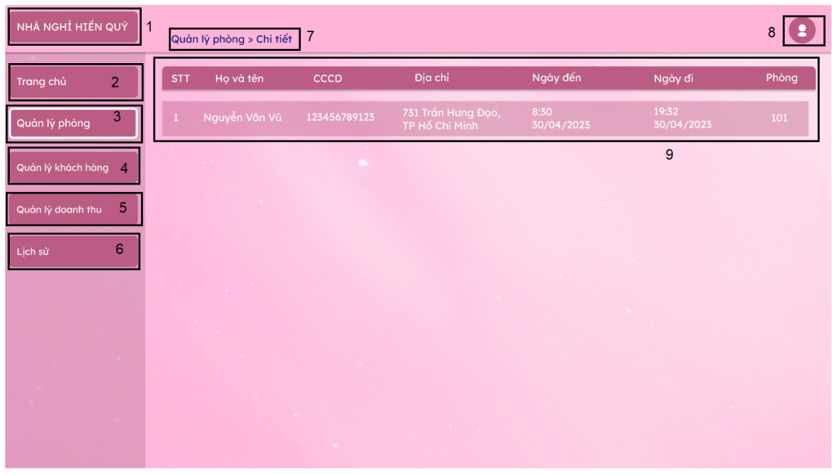 NHÀ NGHỈ HIỀN QUÝ 1
Quản lý phòng > Chi tiết 7
8
Trang chủ 2
Quản lý phòng 3
Quản lý khách hàng 4
Quản lý doanh thu 5
Lịch sử 6
STT Họ và tên CCCD Địa chỉ Ngày đến Ngày đi Phòng
1 Nguyễn Văn Vũ 123456789123 731 Trần Hưng Đạo, 8:30 19:32 101
TP Hồ Chí Minh 30/04/2023 30/04/2023
9